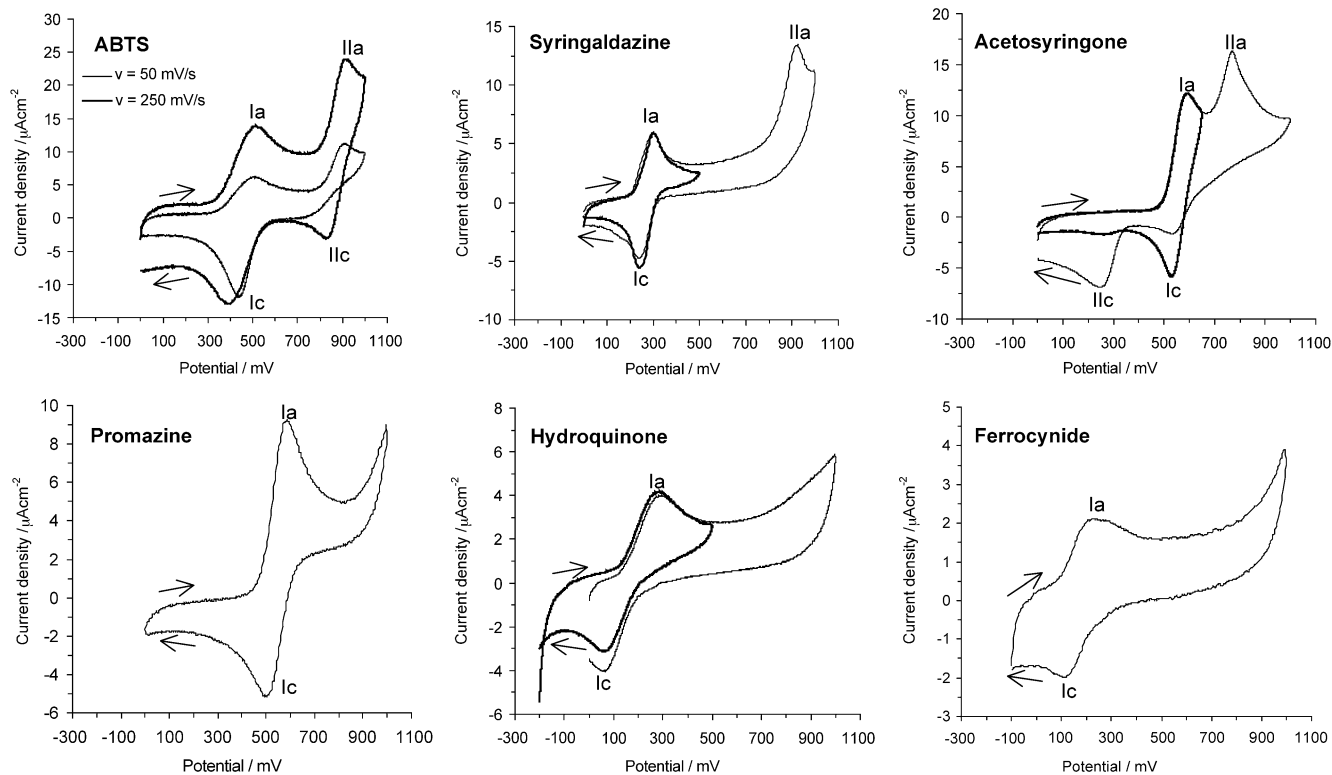 ABTS
v = 50 mV/s
v = 250 mV/s
Ia
IIa
Ic
IIc
30
25
20
15
10
5
0
-5
-10
-15
-300 -100 100 300 500 700 900 1100
Current density /µAcm-2
Potential / mV
Syringaldazine
Ia
IIa
Ic
15
10
5
0
-5
-10
-300 -100 100 300 500 700 900 1100
Current density /µAcm-2
Potential / mV
Acetosyringone
Ia
IIa
Ic
IIc
20
15
10
5
0
-5
-10
-300 -100 100 300 500 700 900 1100
Current density /µAcm-2
Potential / mV
Promazine
Ia
Ic
10
8
6
4
2
0
-2
-4
-6
-300 -100 100 300 500 700 900 1100
Current density /µAcm-2
Potential / mV
Hydroquinone
Ia
Ic
8
6
4
2
0
-2
-4
-6
-300 -100 100 300 500 700 900 1100
Current density /µAcm-2
Potential / mV
Ferrocynide
Ia
Ic
5
4
3
2
1
0
-1
-2
-3
-300 -100 100 300 500 700 900 1100
Current density /µAcm-2
Potential / mV